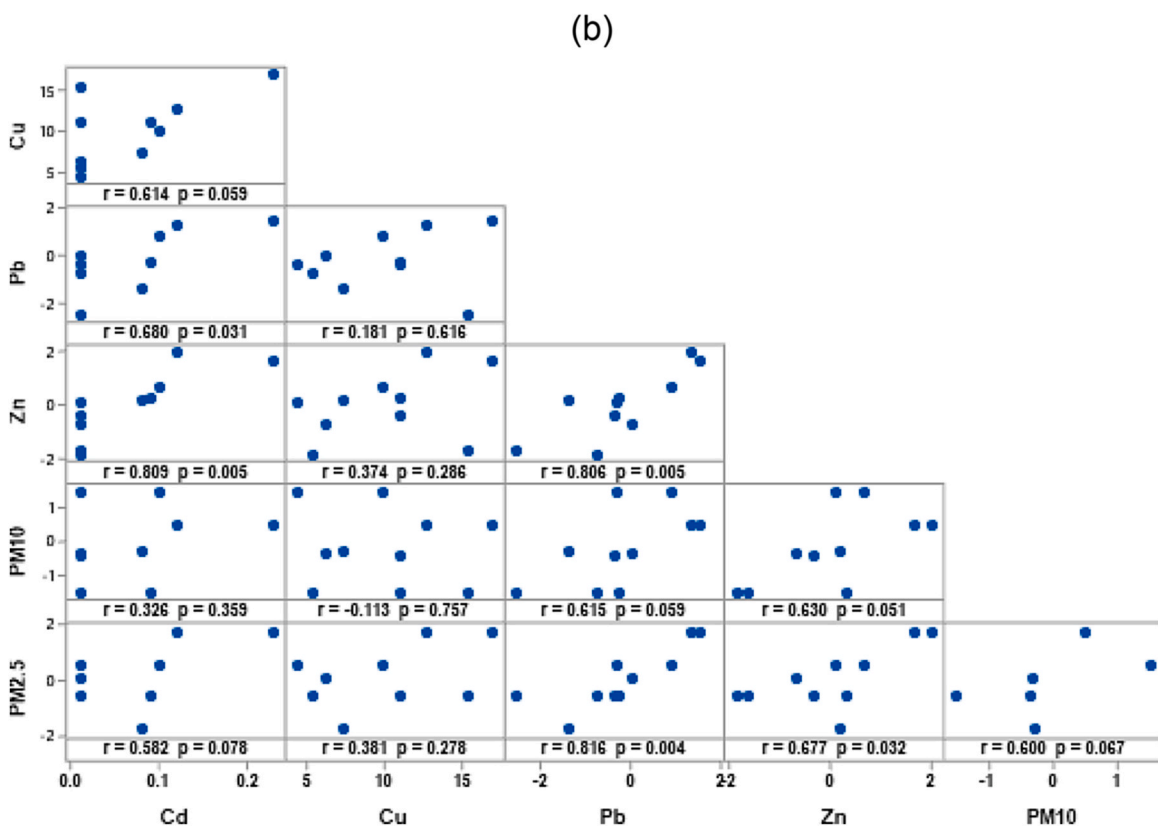 (b)
Cu
15
10
5
r = 0.614 p = 0.059
Pb
2
0
-2
r = 0.680 p = 0.031 r = 0.181 p = 0.616
Zn
2
0
-2
r = 0.809 p = 0.005 r = 0.374 p = 0.286 r = 0.806 p = 0.005
PM10
1
0
-1
r = 0.326 p = 0.359 r = -0.113 p = 0.757 r = 0.615 p = 0.059 r = 0.630 p = 0.051
PM2.5
2
0
-2
r = 0.582 p = 0.078 r = 0.381 p = 0.278 r = 0.816 p = 0.004 r = 0.677 p = 0.032 r = 0.600 p = 0.067
0.0 0.1 0.2 5 10 15 -2 0 2 -2 0 2 -1 0 1
Cd Cu Pb Zn PM10